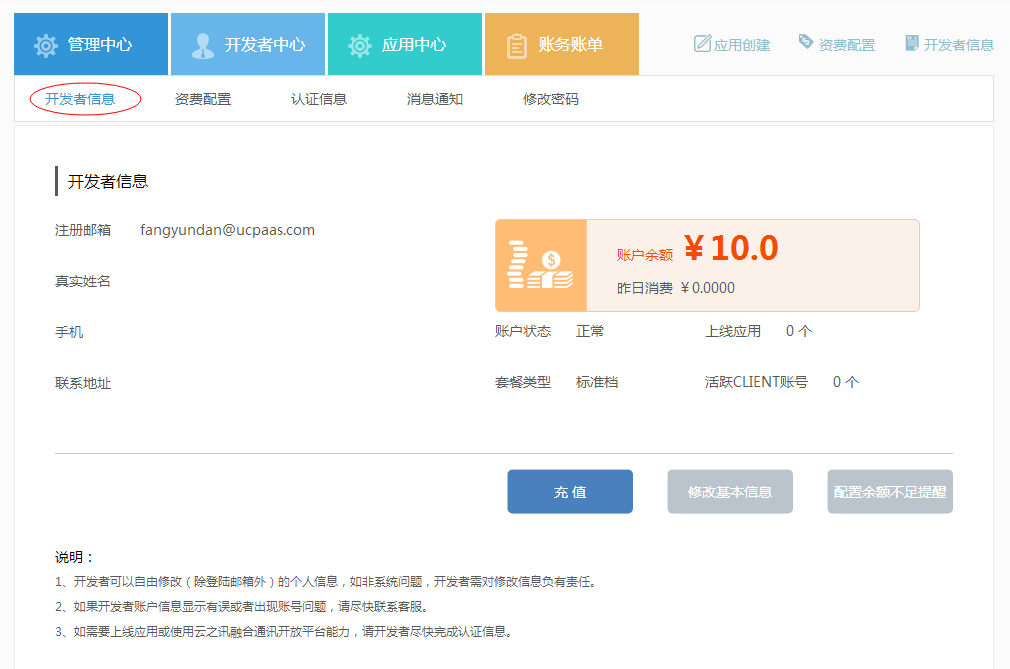 管理中心 开发者中心 应用中心 账务账单 应用创建 资费配置 开发者信息
开发者信息 资费配置 认证信息 消息通知 修改密码
开发者信息
注册邮箱 fangyundan@ucpaas.com
真实姓名
手机
联系地址
$
账户余额 ¥10.0
昨日消费 ¥0.0000
账户状态 正常 上线应用 0 个
套餐类型 标准档 活跃CLIENT账号 0 个
充 值 修改基本信息 配置余额不足提醒
说明：
1、开发者可以自由修改（除登陆邮箱外）的个人信息，如非系统问题，开发者需对修改信息负有责任。
2、如果开发者账户信息显示有误或者出现账号问题，请尽快联系客服。
3、如需要上线应用或使用云之讯融合通讯开放平台能力，请开发者尽快完成认证信息。